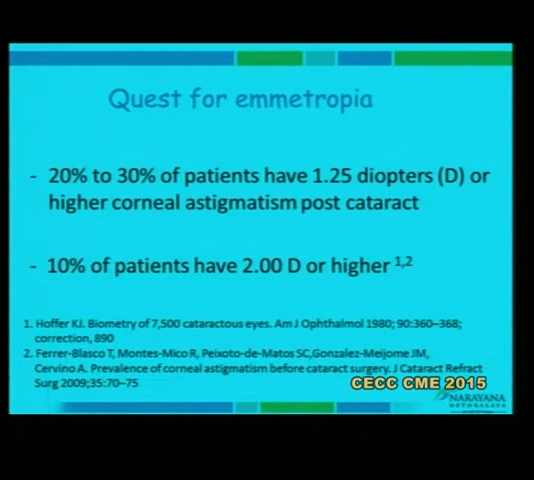 Quest for emmetropia
- 20% to 30% of patients have 1.25 diopters (D) or
higher corneal astigmatism post cataract
- 10% of patients have 2.00 D or higher 1,2
1. Hoffer KJ. Biometry of 7,500 cataractous eyes. Am J Ophthalmol 1980; 90:360–368;
correction, 890
2. Ferrer-Blasco T, Montes-Mico R, Peixoto-de-Matos SC,Gonzalez-Meijome JM,
Cervino A. Prevalence of corneal astigmatism before cataract surgery. J Cataract Refract
Surg 2009;35:70–75
CECC CME 2015
NARAYANA
NETHRALAYA